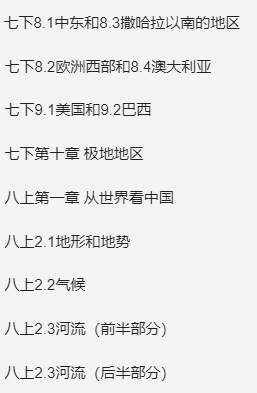 七下8.1中东和8.3撒哈拉以南的地区
七下8.2欧洲西部和8.4澳大利亚
七下9.1美国和9.2巴西
七下第十章 极地地区
八上第一章 从世界看中国
八上2.1地形和地势
八上2.2气候
八上2.3河流（前半部分）
八上2.3河流（后半部分）